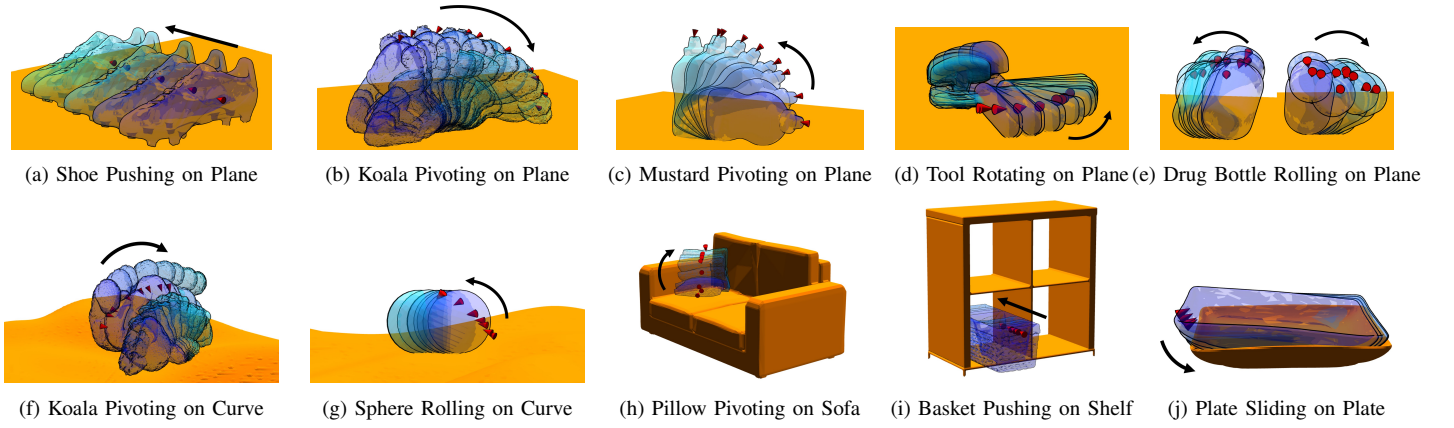 (a) Shoe Pushing on Plane
(b) Koala Pivoting on Plane
(c) Mustard Pivoting on Plane
(d) Tool Rotating on Plane
(e) Drug Bottle Rolling on Plane
(f) Koala Pivoting on Curve
(g) Sphere Rolling on Curve
(h) Pillow Pivoting on Sofa
(i) Basket Pushing on Shelf
(j) Plate Sliding on Plate